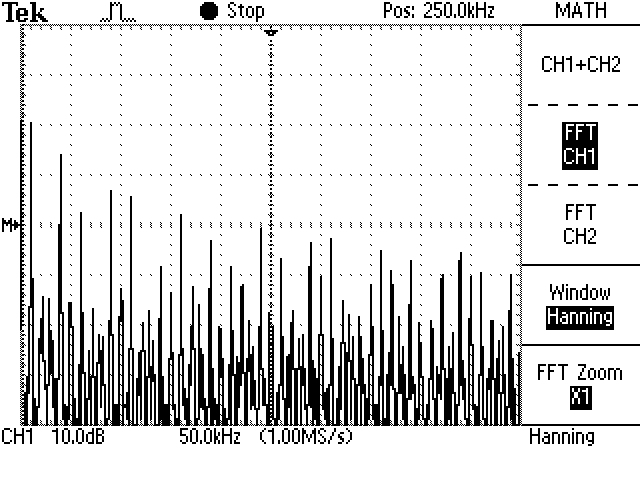 Tek Stop Pos: 250.0kHz MATH
CH1+CH2
FFT
CH1
FFT
CH2
M
Window
Hanning
FFT Zoom
X1
CH1 10.0dB 50.0kHz (1.00MS/s) Hanning